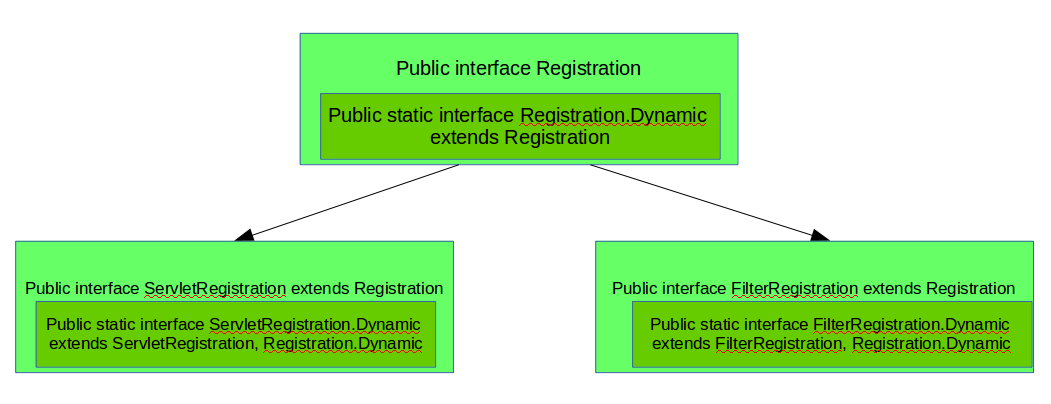 Public interface Registration
Public static interface Registration.Dynamic
extends Registration
Public interface ServletRegistration extends Registration
Public static interface ServletRegistration.Dynamic
extends ServletRegistration, Registration.Dynamic
Public interface FilterRegistration extends Registration
Public static interface FilterRegistration.Dynamic
extends FilterRegistration, Registration.Dynamic